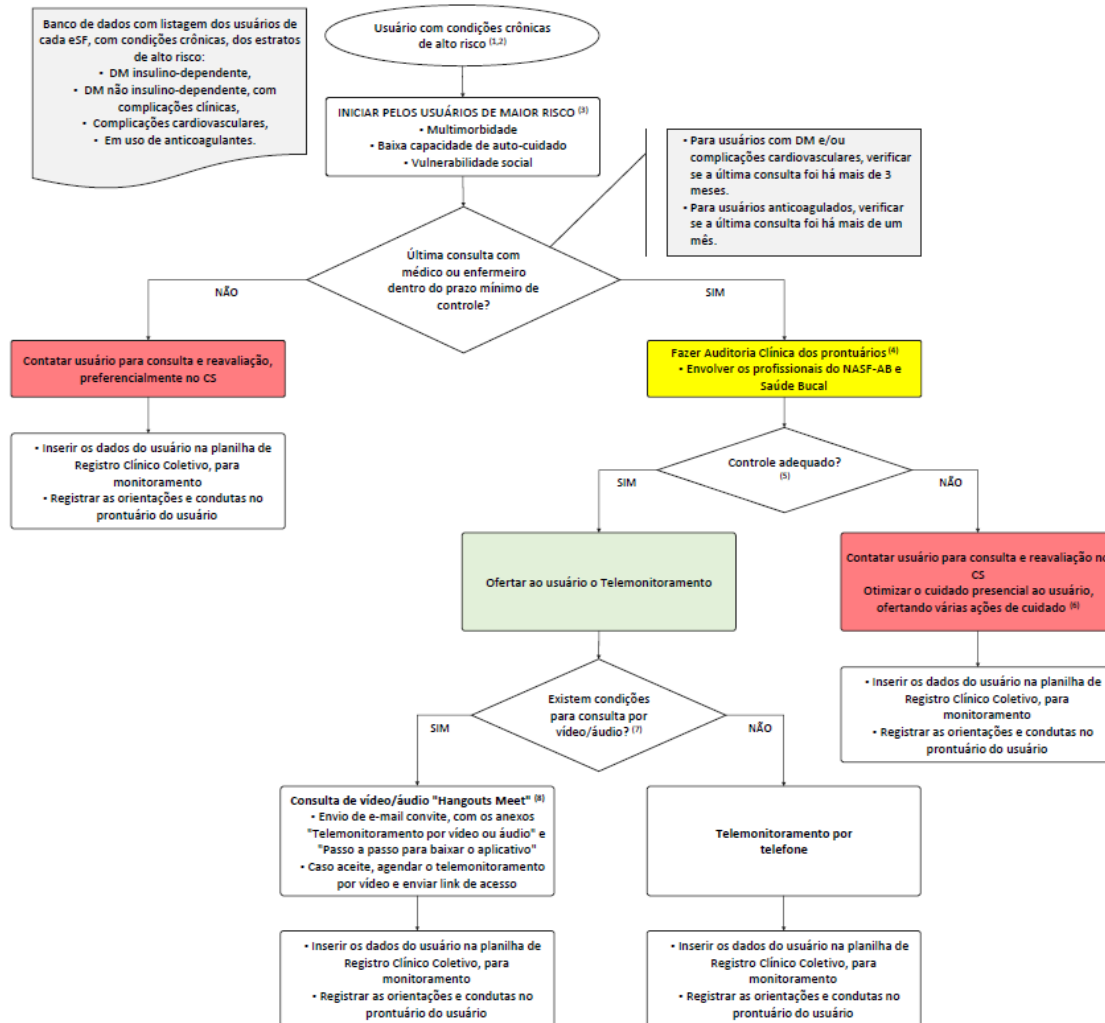 Banco de dados com listagem dos usuários de
cada eSF, com condições crônicas, dos estratos
de alto risco:
• DM insulino-dependente,
• DM não insulino-dependente, com
complicações clínicas,
• Complicações cardiovasculares,
• Em uso de anticoagulantes.
Usuário com condições crônicas
de alto risco (1,2)
INICIAR PELOS USUÁRIOS DE MAIOR RISCO (3)
• Multimorbidade
• Baixa capacidade de auto-cuidado
• Vulnerabilidade social
• Para usuários com DM e/ou
complicações cardiovasculares, verificar
se a última consulta foi há mais de 3
meses.
• Para usuários anticoagulados, verificar
se a última consulta foi há mais de um
mês.
Última consulta com
médico ou enfermeiro
dentro do prazo mínimo de
controle?
NÃO
SIM
Contatar usuário para consulta e reavaliação,
preferencialmente no CS
Fazer Auditoria Clínica dos prontuários (4)
• Envolver os profissionais do NASF-AB e
Saúde Bucal
• Inserir os dados do usuário na planilha de
Registro Clínico Coletivo, para
monitoramento
• Registrar as orientações e condutas no
prontuário do usuário
Controle adequado?
(5)
SIM
NÃO
Ofertar ao usuário o Telemonitoramento
Contatar usuário para consulta e reavaliação no
CS
Otimizar o cuidado presencial ao usuário,
ofertando várias ações de cuidado (6)
• Inserir os dados do usuário na planilha de
Registro Clínico Coletivo, para
monitoramento
• Registrar as orientações e condutas no
prontuário do usuário
Existem condições
para consulta por
vídeo/áudio? (7)
SIM
NÃO
Consulta de vídeo/áudio "Hangouts Meet" (8)
• Envio de e-mail convite, com os anexos
"Telemonitoramento por vídeo ou áudio" e
"Passo a passo para baixar o aplicativo"
• Caso aceite, agendar o telemonitoramento
por vídeo e enviar link de acesso
Telemonitoramento por
telefone
• Inserir os dados do usuário na planilha de
Registro Clínico Coletivo, para
monitoramento
• Registrar as orientações e condutas no
prontuário do usuário
• Inserir os dados do usuário na planilha de
Registro Clínico Coletivo, para
monitoramento
• Registrar as orientações e condutas no
prontuário do usuário